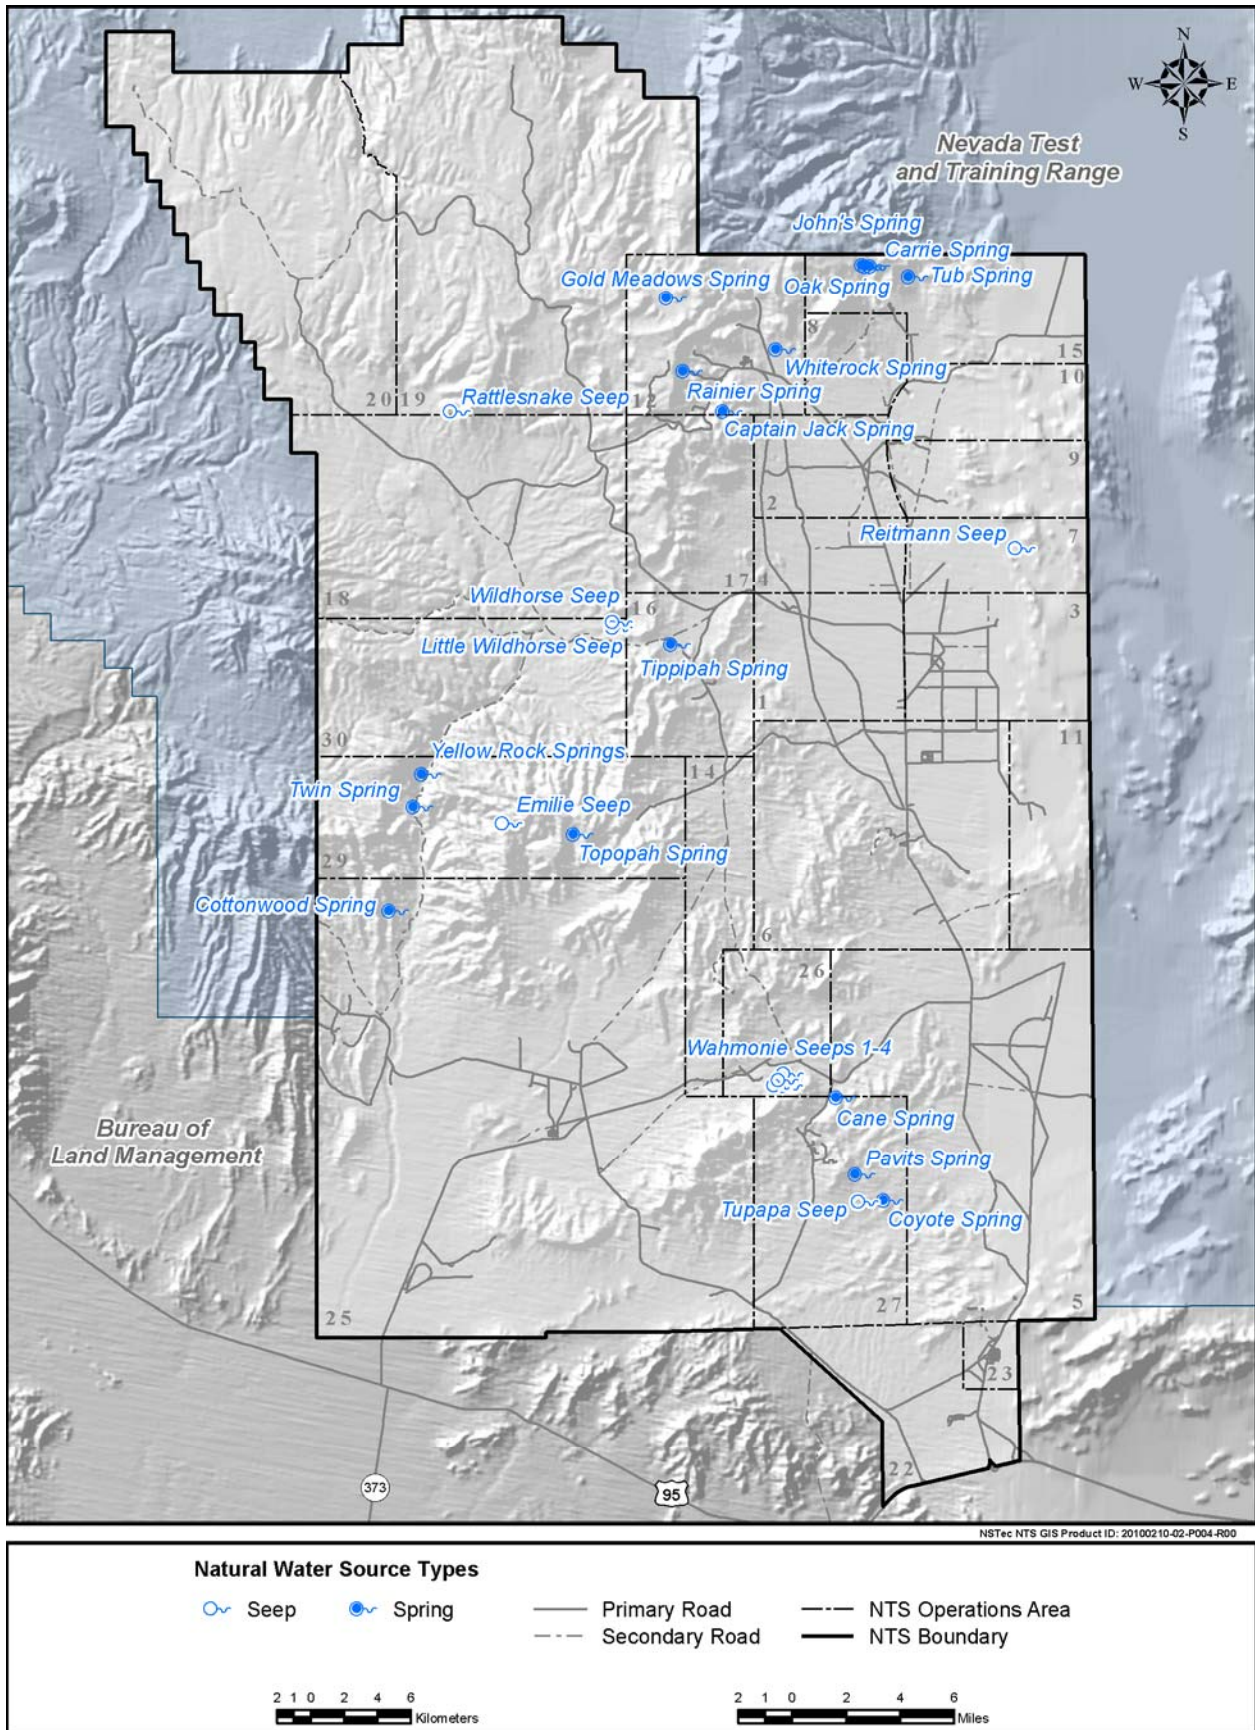 N
W E
S
Nevada Test
and Training Range
John's Spring
Carrie Spring
Gold Meadows Spring
Oak Spring
Tub Spring
8
15
Whiterock Spring
10
Rainier Spring
Rattlesnake Seep
20 19
12
Captain Jack Spring
9
2
Reitmann Seep
7
17 4
Wildhorse Seep
18
16
3
Little Wildhorse Seep
Tippipah Spring
1
11
30
Yellow Rock Springs
14
Twin Spring
Emilie Seep
Topopah Spring
29
Cottonwood Spring
6
26
Wahmonie Seeps 1-4
Cane Spring
Bureau of
Land Management
Pavits Spring
Tupapa Seep
Coyote Spring
25
27
5
23
22
373
95
NSTec NTS GIS Product ID: 20100210-02-P004-R00
Natural Water Source Types
Seep Spring Primary Road NTS Operations Area
Secondary Road NTS Boundary
2 1 0 2 4 6
Kilometers
2 1 0 2 4 6
Miles